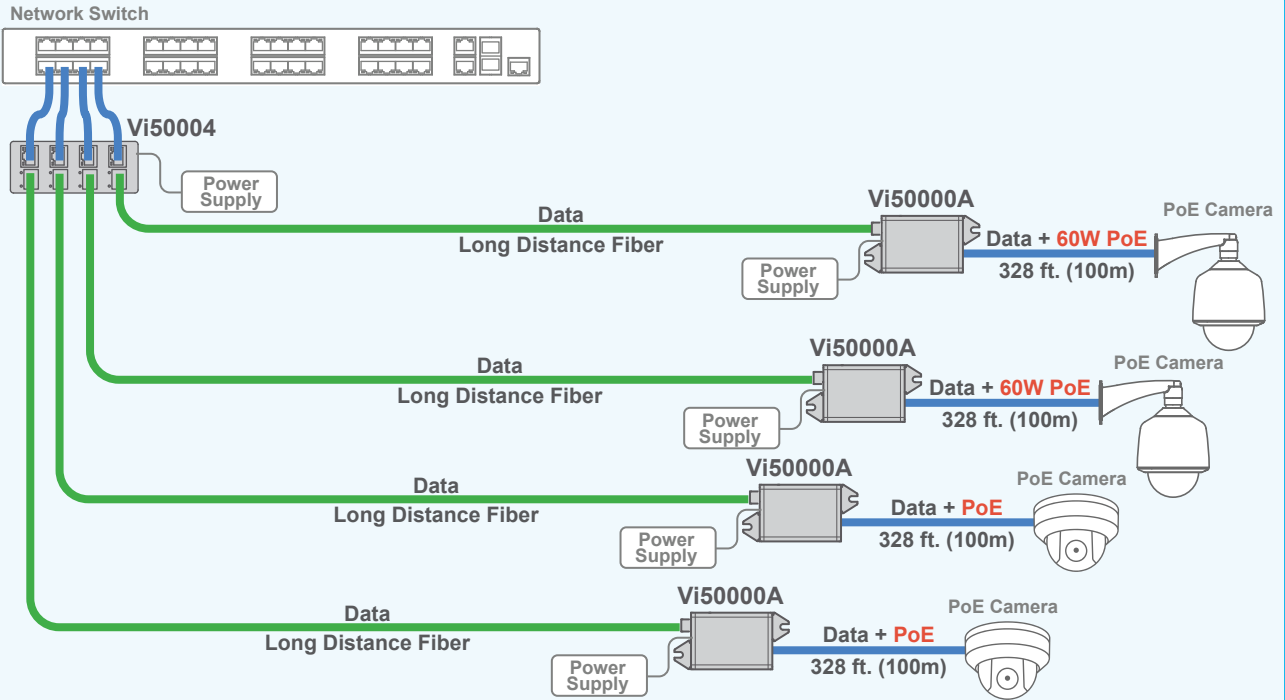 Network Switch
Vi50004
Power
Supply
Data
Long Distance Fiber
Vi50000A
Power
Supply
Data + 60W PoE
328 ft. (100m)
PoE Camera
Data
Long Distance Fiber
Vi50000A
Power
Supply
Data + 60W PoE
328 ft. (100m)
PoE Camera
Data
Long Distance Fiber
Vi50000A
Power
Supply
Data + PoE
328 ft. (100m)
PoE Camera
Data
Long Distance Fiber
Vi50000A
Power
Supply
Data + PoE
328 ft. (100m)
PoE Camera